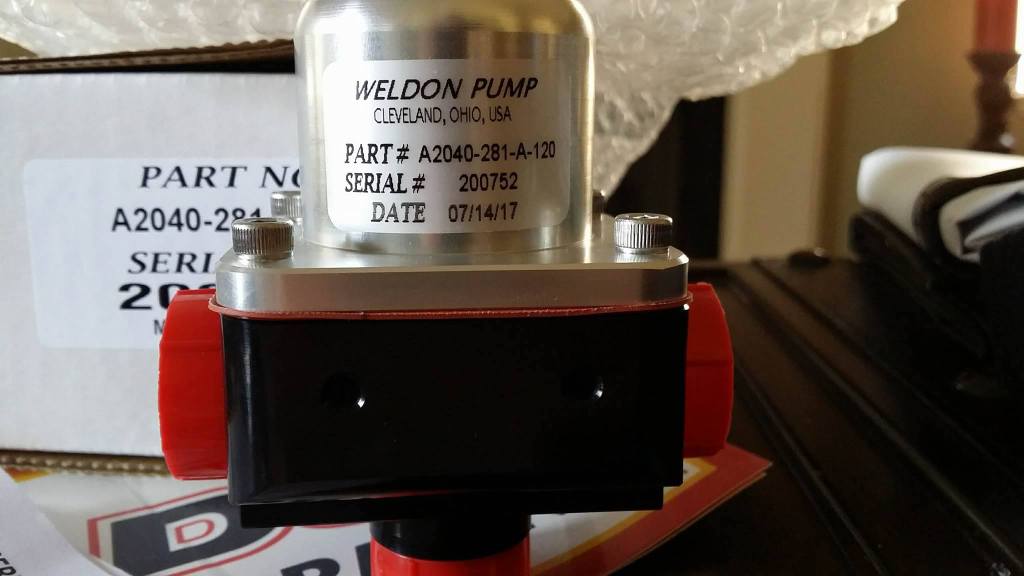 WELDON PUMP
CLEVELAND, OHIO, USA
PART # A2040-281-A-120
SERIAL # 200752
DATE 07/14/17
PART NO
A2040-281
SERI
20
D